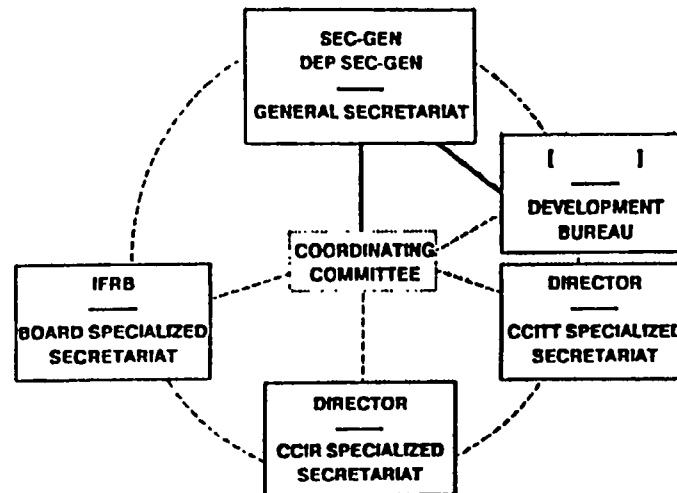 SEC-GEN
DEP SEC-GEN
GENERAL SECRETARIAT
[ ]
DEVELOPMENT
BUREAU
COORDINATING
COMMITTEE
IFRB
BOARD SPECIALIZED
SECRETARIAT
DIRECTOR
CCITT SPECIALIZED
SECRETARIAT
DIRECTOR
CCIR SPECIALIZED
SECRETARIAT